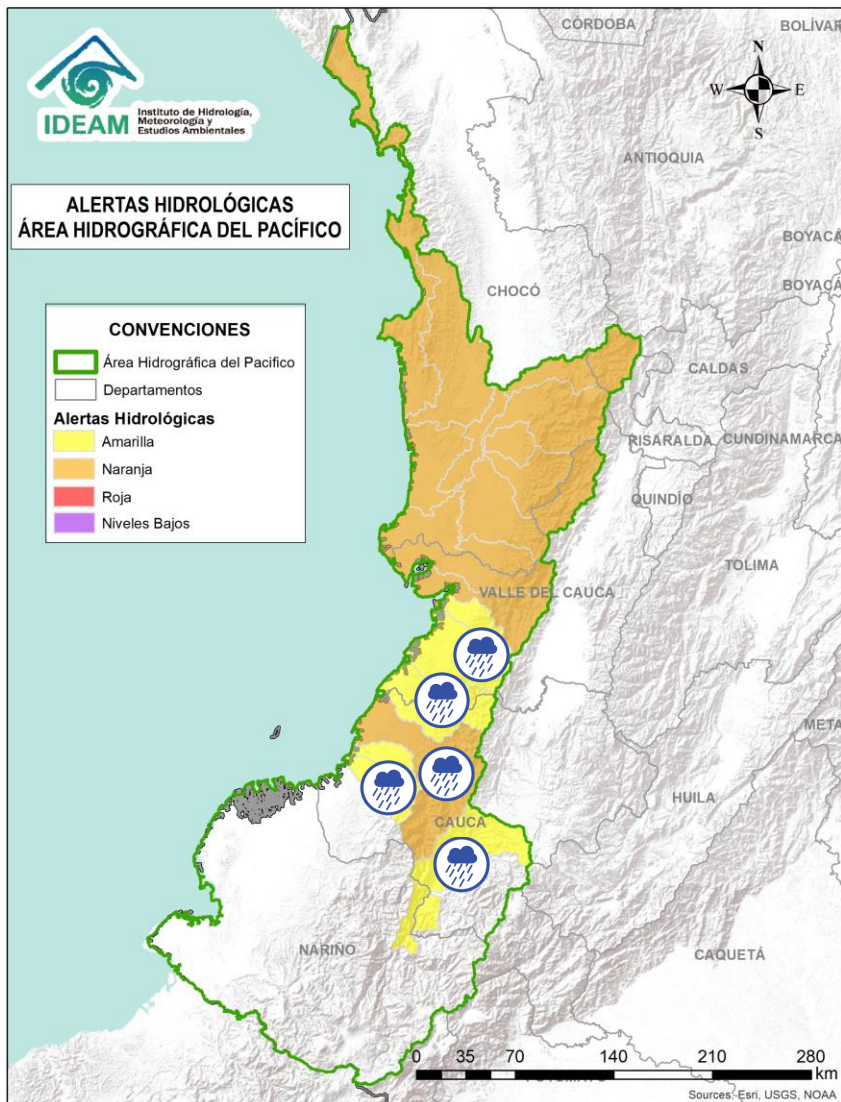 CÓRDOBA
BOLÍVAR
N
W E
S
IDEAM
Instituto de Hidrología,
Meteorología y
Estudios Ambientales
ANTIOQUIA
ALERTAS HIDROLÓGICAS
ÁREA HIDROGRÁFICA DEL PACÍFICO
BOYACÁ
BOYACÁ
CHOCÓ
CONVENCIONES
Área Hidrográfica del Pacifico
Departamentos
Alertas Hidrológicas
Amarilla
Naranja
Roja
Niveles Bajos
CALDAS
RISARALDA
CUNDINAMARCA
QUINDÍO
TOLIMA
VALLE DEL CAUCA
META
HUILA
CAUCA
NARIÑO
CAQUETÁ
0 35 70 140 210 280
km
Sources: Esri, USGS, NOAA